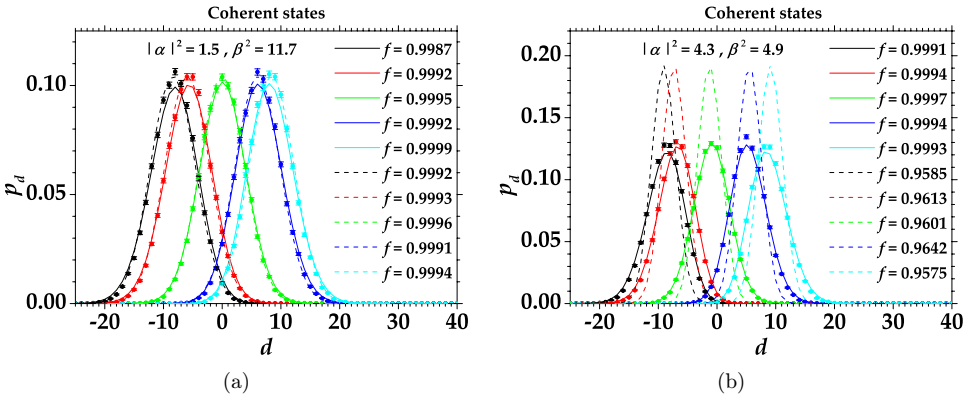 Coherent states
|α|² = 1.5 , β² = 11.7
f = 0.9987
f = 0.9992
f = 0.9995
f = 0.9992
f = 0.9999
f = 0.9992
f = 0.9993
f = 0.9996
f = 0.9991
f = 0.9994
0.10
0.05
0.00
p_d
-20 -10 0 10 20 30 40
d
(a)
Coherent states
|α|² = 4.3 , β² = 4.9
f = 0.9991
f = 0.9994
f = 0.9997
f = 0.9994
f = 0.9993
f = 0.9585
f = 0.9613
f = 0.9601
f = 0.9642
f = 0.9575
0.20
0.15
0.10
0.05
0.00
p_d
-20 -10 0 10 20 30 40
d
(b)